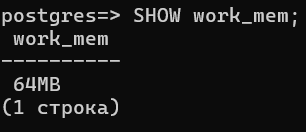 postgres=> SHOW work_mem;
 work_mem
----------
 64MB
(1 строка)